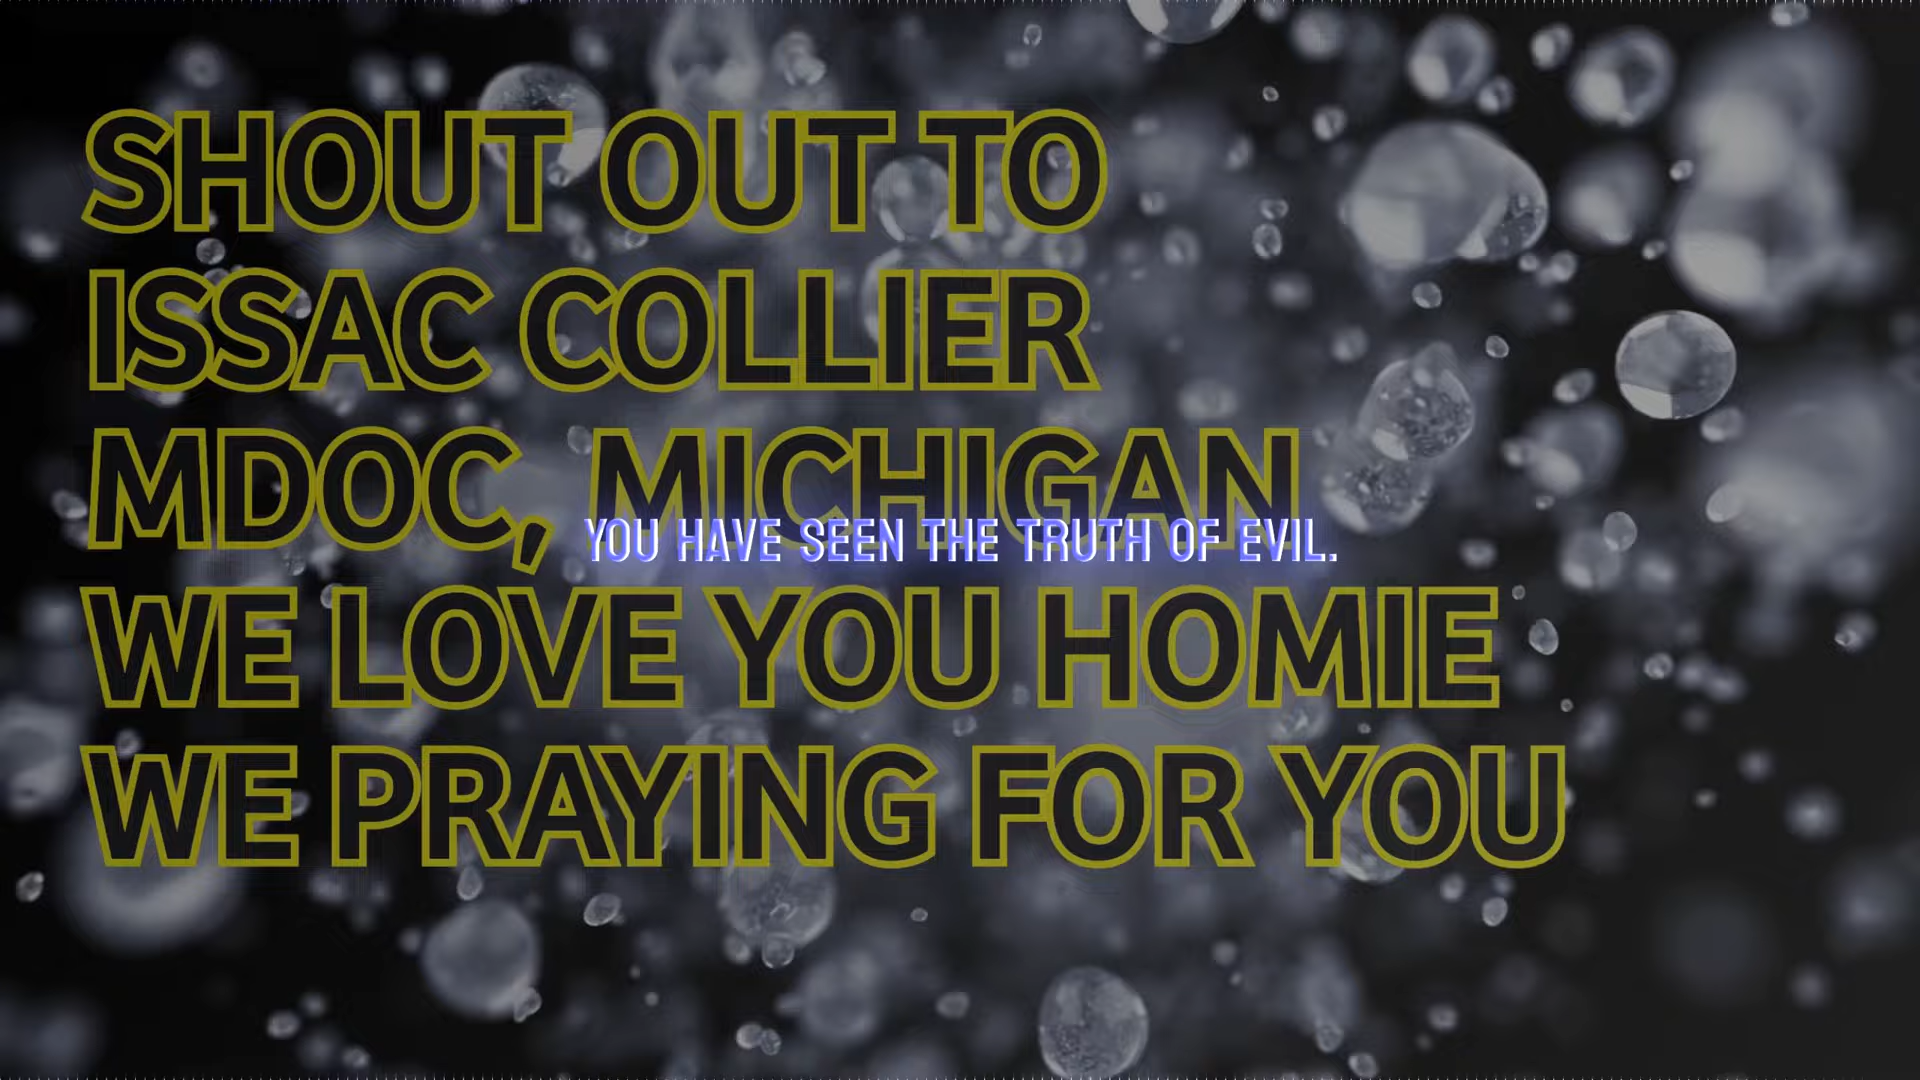 SHOUT OUT TO
ISSAC COLLIER
MDOC, MICHIGAN
YOU HAVE SEEN THE TRUTH OF EVIL.
WE LOVE YOU HOMIE
WE PRAYING FOR YOU